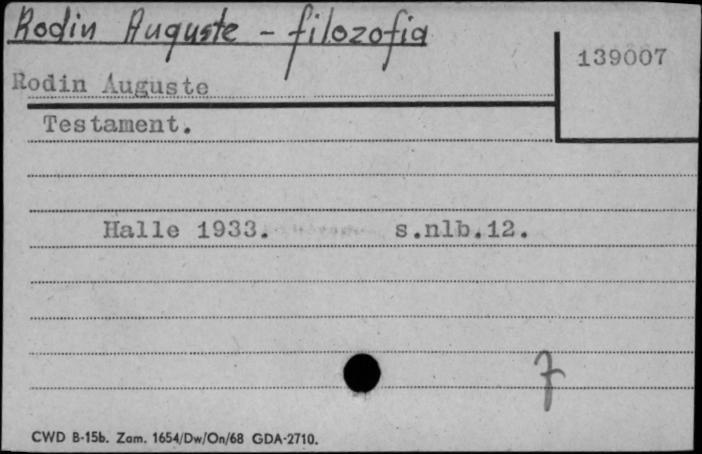 Rodin Auguste - filozofia
139007
Rodin Auguste
Testament.
Halle 1933. s.nlb.12.
7
CWD B-15b. Zam. 1654/Dw/On/68 GDA-2710.